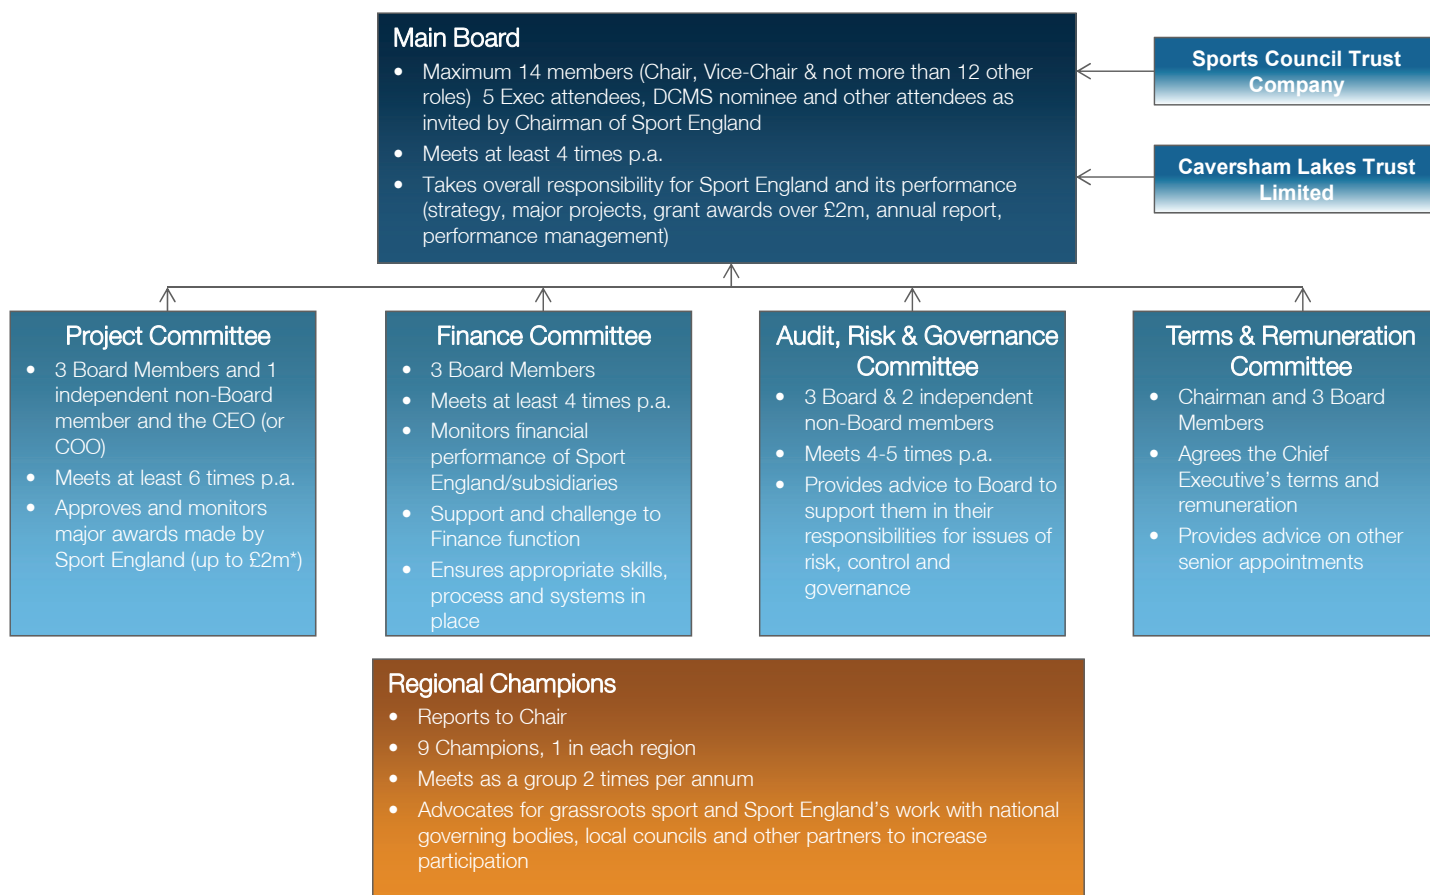 Main Board
• Maximum 14 members (Chair, Vice-Chair & not more than 12 other
roles)  5 Exec attendees, DCMS nominee and other attendees as
invited by Chairman of Sport England
• Meets at least 4 times p.a.
• Takes overall responsibility for Sport England and its performance
(strategy, major projects, grant awards over £2m, annual report,
performance management)
Sports Council Trust
Company
Caversham Lakes Trust
Limited
Project Committee
• 3 Board Members and 1
independent non-Board
member and the CEO (or
COO)
• Meets at least 6 times p.a.
• Approves and monitors
major awards made by
Sport England (up to £2m*)
Finance Committee
• 3 Board Members
• Meets at least 4 times p.a.
• Monitors financial
performance of Sport
England/subsidiaries
• Support and challenge to
Finance function
• Ensures appropriate skills,
process and systems in
place
Audit, Risk & Governance
Committee
• 3 Board & 2 independent
non-Board members
• Meets 4-5 times p.a.
• Provides advice to Board to
support them in their
responsibilities for issues of
risk, control and
governance
Terms & Remuneration
Committee
• Chairman and 3 Board
Members
• Agrees the Chief
Executive's terms and
remuneration
• Provides advice on other
senior appointments
Regional Champions
• Reports to Chair
• 9 Champions, 1 in each region
• Meets as a group 2 times per annum
• Advocates for grassroots sport and Sport England's work with national
governing bodies, local councils and other partners to increase
participation